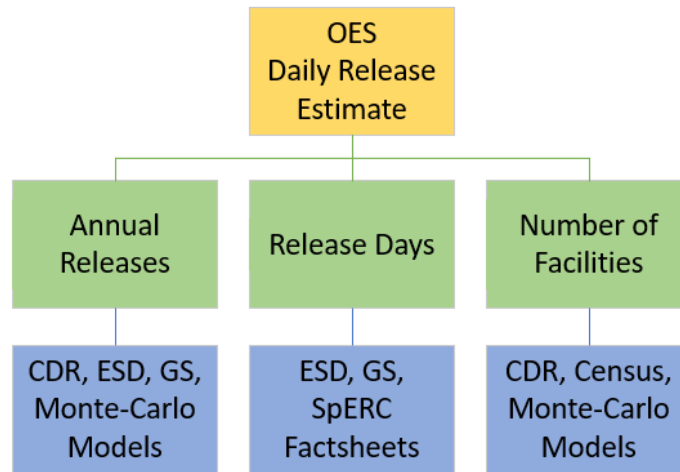 OES
Daily Release
Estimate
Annual
Releases
Release Days
Number of
Facilities
CDR, ESD, GS,
Monte-Carlo
Models
ESD, GS,
SpERC
Factsheets
CDR, Census,
Monte-Carlo
Models